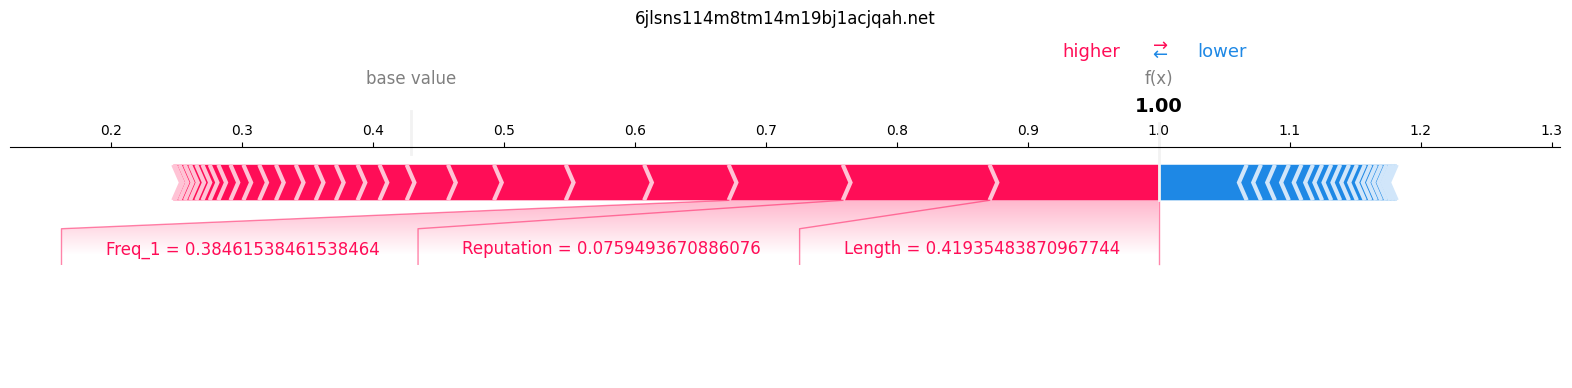 6jlsns114m8tm14m19bj1acjqah.net
higher ⇄ lower
base value f(x)
1.00
0.2 0.3 0.4 0.5 0.6 0.7 0.8 0.9 1.0 1.1 1.2 1.3
Freq_1 = 0.38461538461538464 Reputation = 0.0759493670886076 Length = 0.41935483870967744